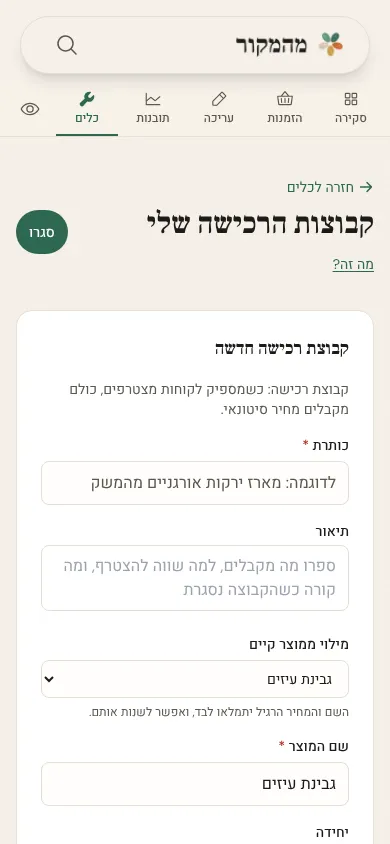 מהמקור
סקירה
הזמנות
עריכה
תובנות
כלים
→ חזרה לכלים
קבוצות הרכישה שלי
סגרו
מה זה?
קבוצת רכישה חדשה
קבוצת רכישה: כשמספיק לקוחות מצטרפים, כולם
מקבלים מחיר סיטונאי.
כותרת *
לדוגמה: מארז ירקות אורגניים מהמשק
תיאור
ספרו מה מקבלים, למה שווה להצטרף, ומה
קורה כשהקבוצה נסגרת
מילוי ממוצר קיים
גבינת עיזים
השם והמחיר הרגיל יתמלאו לבד, ואפשר לשנות אותם.
שם המוצר *
גבינת עיזים
יחידה